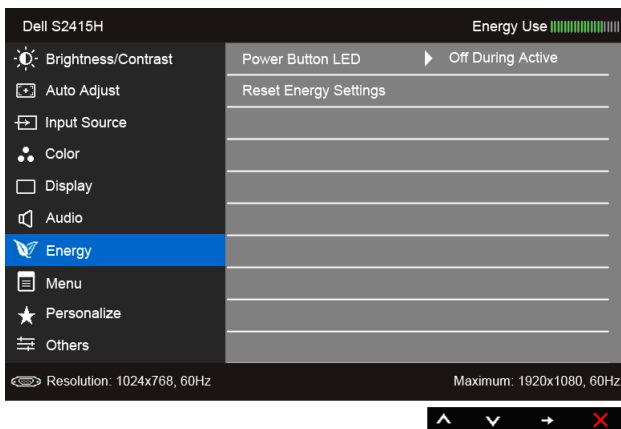 Dell S2415H Energy Use
Brightness/Contrast Power Button LED Off During Active
Auto Adjust Reset Energy Settings
Input Source
Color
Display
Audio
Energy
Menu
Personalize
Others
Resolution: 1024x768, 60Hz Maximum: 1920x1080, 60Hz